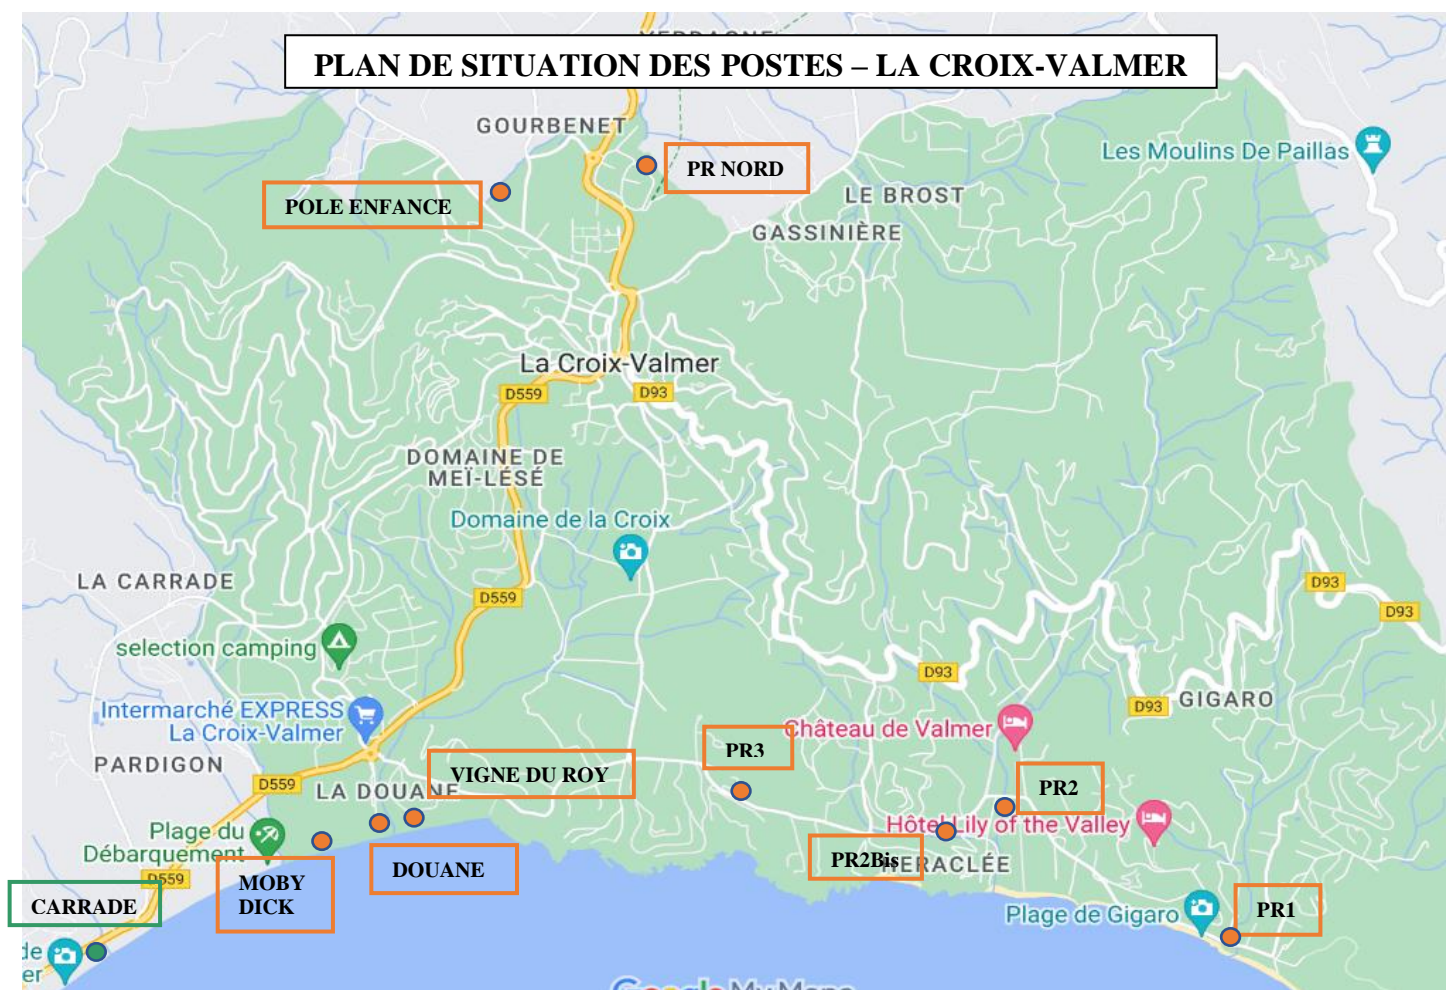 PLAN DE SITUATION DES POSTES – LA CROIX-VALMER
GOURBENET
PR NORD
Les Moulins De Paillas
POLE ENFANCE
LE BROST
GASSINIÈRE
La Croix-Valmer
D559
D93
DOMAINE DE
MEÏ-LÉSÉ
Domaine de la Croix
LA CARRADE
D559
D93
D93
selection camping
D93
GIGARO
D93
Intermarché EXPRESS
La Croix-Valmer
Château de Valmer
PR3
PARDIGON
VIGNE DU ROY
D559
LA DOUANE
PR2
Plage du
Débarquement
Hôtel Lily of the Valley
PR2Bis
HERACLÉE
DOUANE
D559
MOBY
DICK
CARRADE
Plage de Gigaro
PR1
de
er